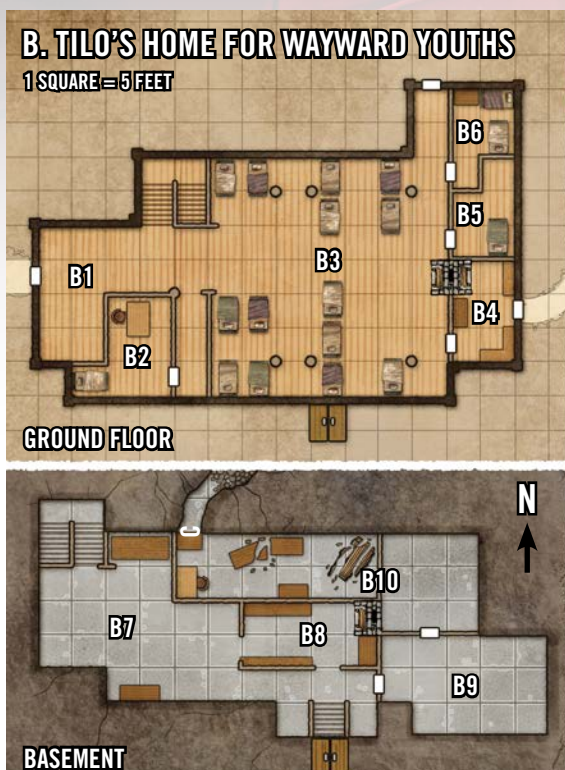 B. TILO'S HOME FOR WAYWARD YOUTHS
1 SQUARE = 5 FEET
B6
B5
B3
B1
B4
B2
GROUND FLOOR
N
B10
B7
B8
B9
BASEMENT